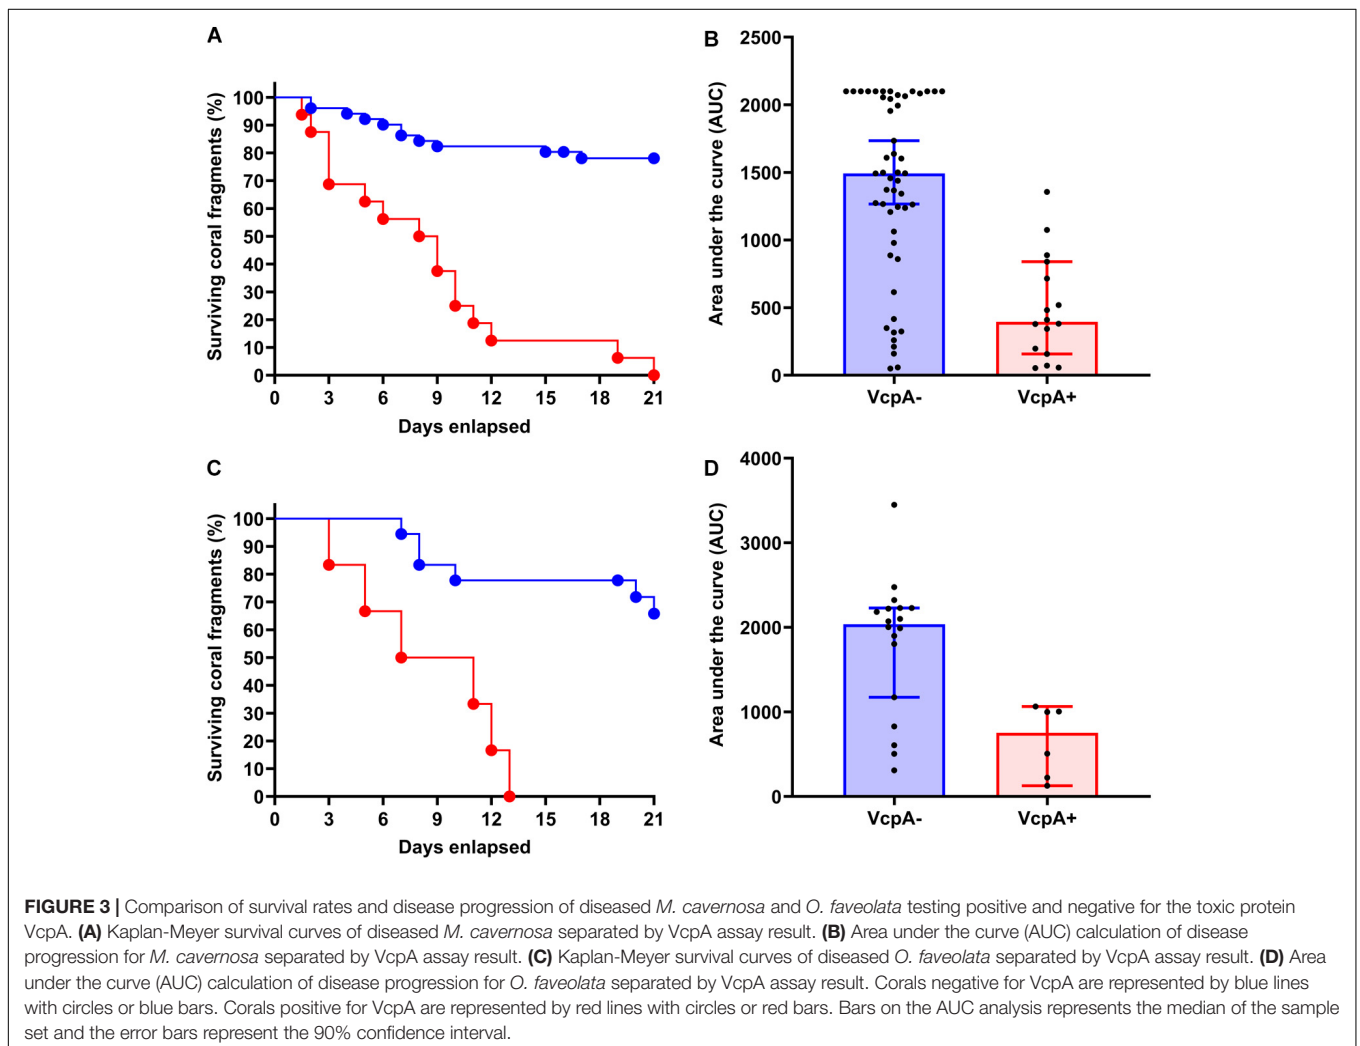 A
Surviving coral fragments (%)
100
90
80
70
60
50
40
30
20
10
0
0 3 6 9 12 15 18 21
Days enlapsed
B
Area under the curve (AUC)
2500
2000
1500
1000
500
0
VcpA- VcpA+
C
Surviving coral fragments (%)
100
90
80
70
60
50
40
30
20
10
0
0 3 6 9 12 15 18 21
Days enlapsed
D
Area under the curve (AUC)
4000
3000
2000
1000
0
VcpA- VcpA+
FIGURE 3 | Comparison of survival rates and disease progression of diseased M. cavernosa and O. faveolata testing positive and negative for the toxic protein
VcpA. (A) Kaplan-Meyer survival curves of diseased M. cavernosa separated by VcpA assay result. (B) Area under the curve (AUC) calculation of disease
progression for M. cavernosa separated by VcpA assay result. (C) Kaplan-Meyer survival curves of diseased O. faveolata separated by VcpA assay result. (D) Area
under the curve (AUC) calculation of disease progression for O. faveolata separated by VcpA assay result. Corals negative for VcpA are represented by blue lines
with circles or blue bars. Corals positive for VcpA are represented by red lines with circles or red bars. Bars on the AUC analysis represents the median of the sample
set and the error bars represent the 90% confidence interval.